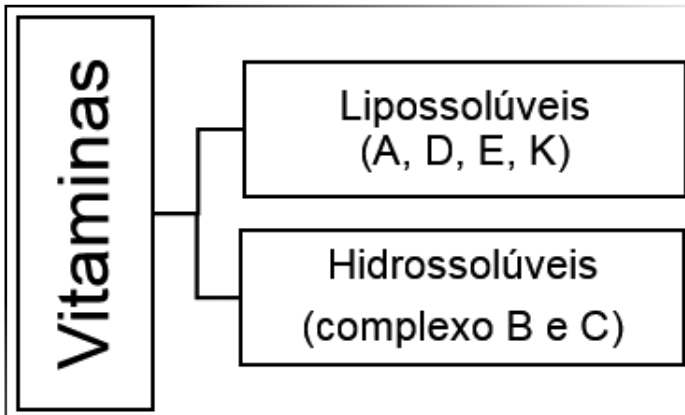 Vitaminas
Lipossolúveis
(A, D, E, K)
Hidrossolúveis
(complexo B e C)